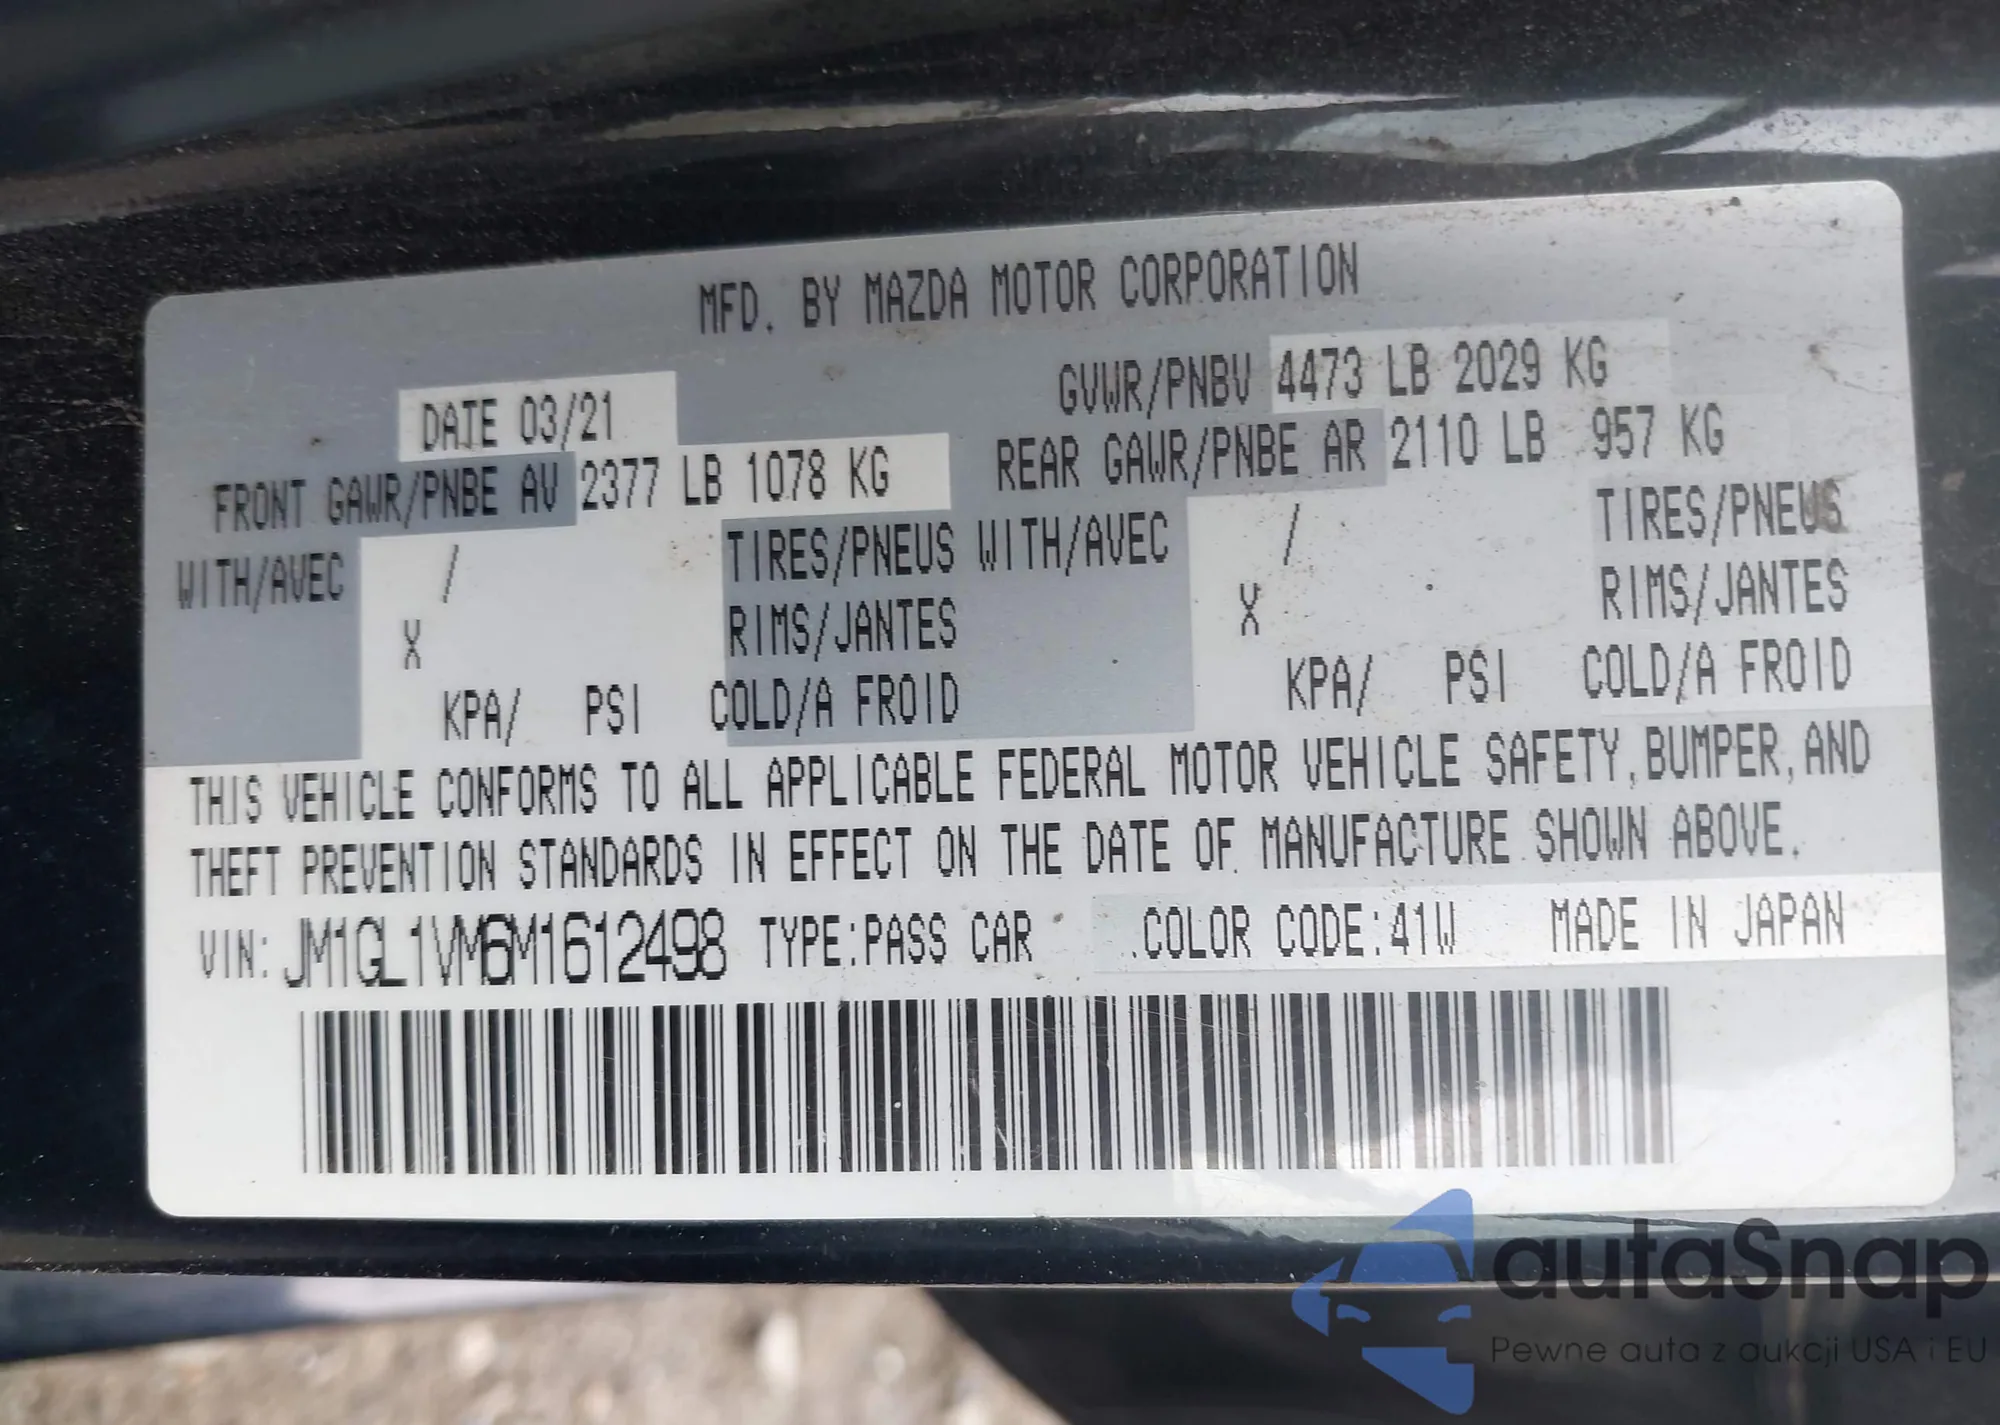 MFD. BY MAZDA MOTOR CORPORATION
DATE 03/21 GVWR/PNBV 4473 LB 2029 KG
FRONT GAWR/PNBE AV 2377 LB 1078 KG REAR GAWR/PNBE AR 2110 LB 957 KG
WITH/AVEC / TIRES/PNEUS WITH/AVEC / TIRES/PNEUS
X RIMS/JANTES X RIMS/JANTES
KPA/ PSI COLD/A FROID KPA/ PSI COLD/A FROID
THIS VEHICLE CONFORMS TO ALL APPLICABLE FEDERAL MOTOR VEHICLE SAFETY, BUMPER, AND
THEFT PREVENTION STANDARDS IN EFFECT ON THE DATE OF MANUFACTURE SHOWN ABOVE.
VIN: JM1GL1VM6M1612498 TYPE:PASS CAR COLOR CODE:41W MADE IN JAPAN
autaSnap
Pewne auta z aukcji USA i EU